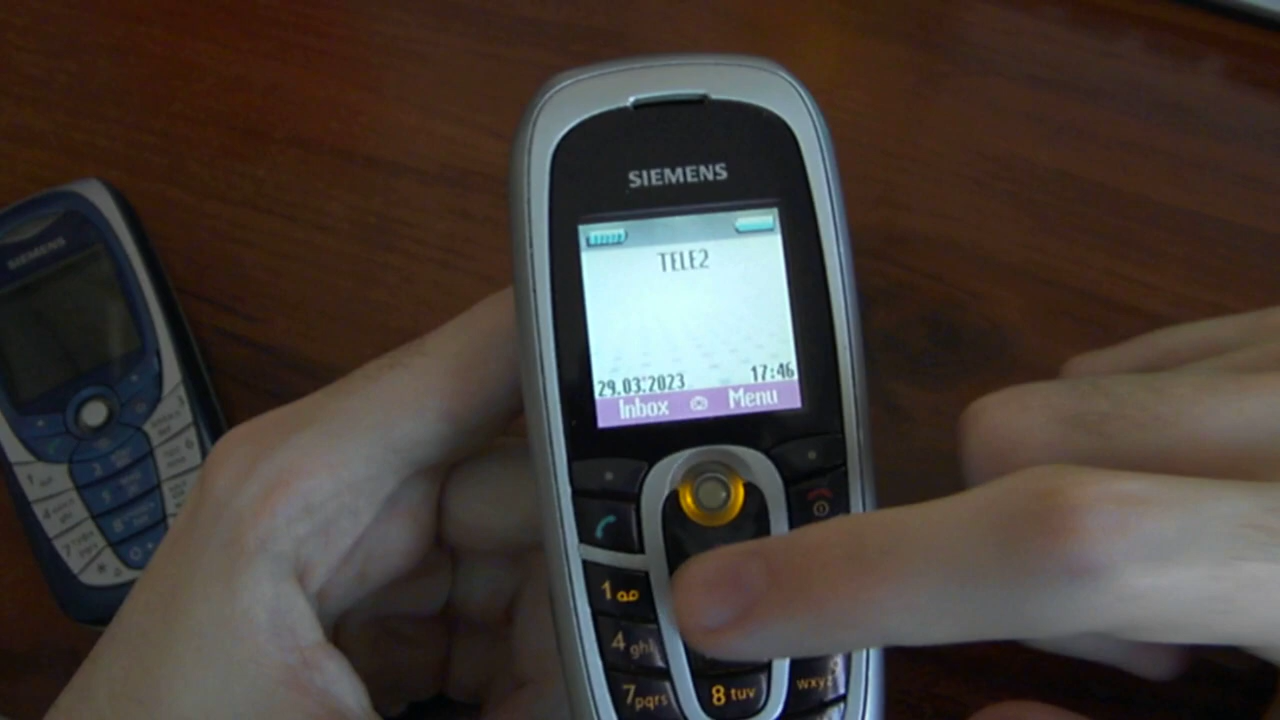 SIEMENS
TELE2
29.03.2023 17:46
Inbox Menu
1
4 ghi
7pqrs 8 tuv wxyz
SIEMENS